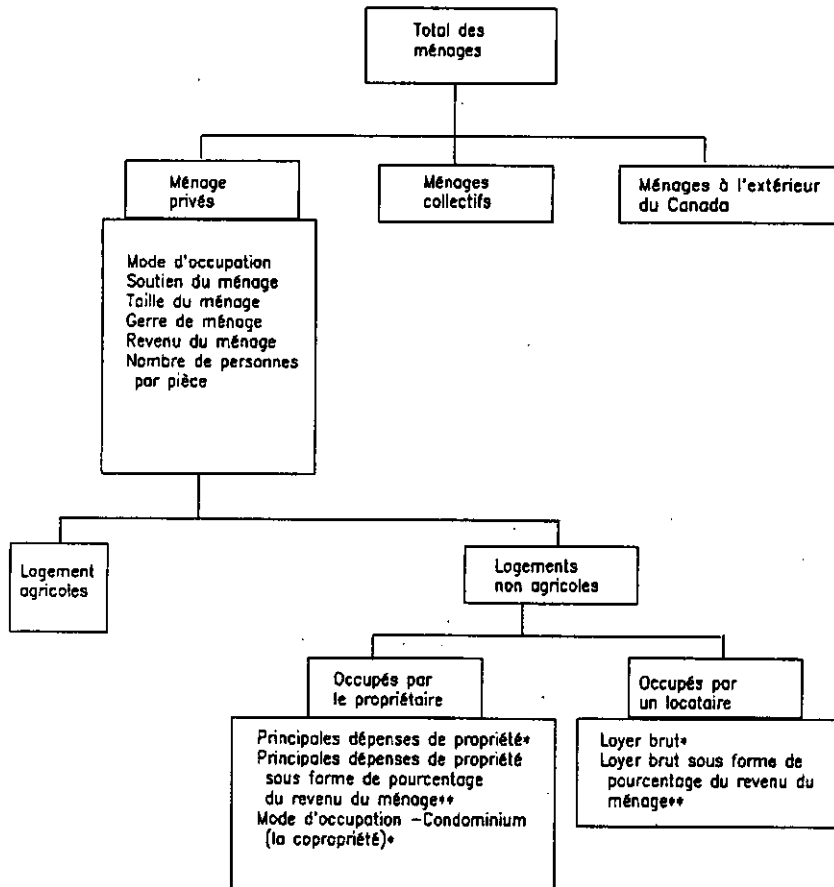 Total des
ménages
Ménage
privés
Ménages
collectifs
Ménages à l'extérieur
du Canada
Mode d'occupation
Soutien du ménage
Taille du ménage
Gerre de ménage
Revenu du ménage
Nombre de personnes
par pièce
Logement
agricoles
Logements
non agricoles
Occupés par
le propriétaire
Principales dépenses de propriété*
Principales dépenses de propriété
sous forme de pourcentage
du revenu du ménage**
Mode d'occupation -Condominium
(la copropriété)*
Occupés par
un locataire
Loyer brut*
Loyer brut sous forme de
pourcentage du revenu du
ménage**